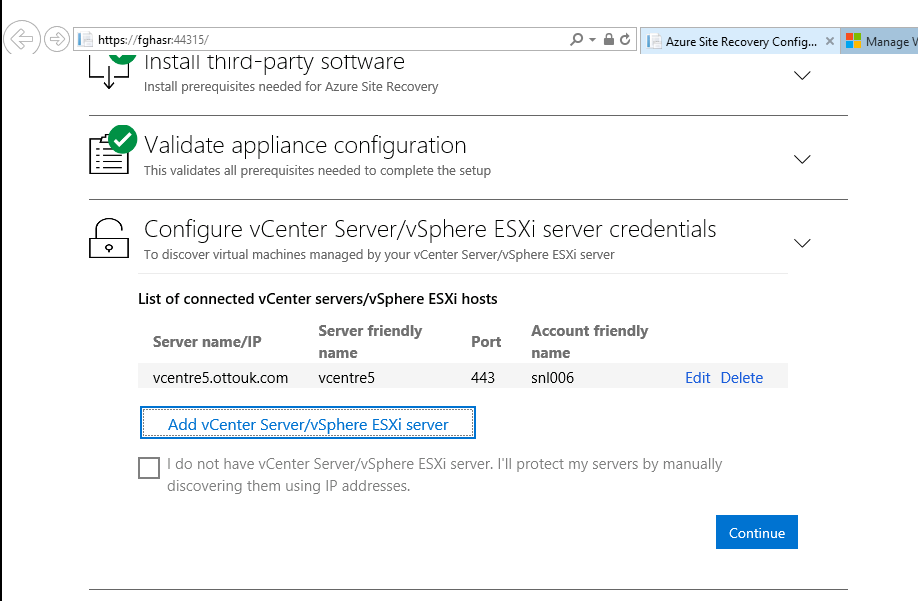 https://fghasr:44315/
Azure Site Recovery Config...
Manage V
Install third-party software
Install prerequisites needed for Azure Site Recovery
Validate appliance configuration
This validates all prerequisites needed to complete the setup
Configure vCenter Server/vSphere ESXi server credentials
To discover virtual machines managed by your vCenter Server/vSphere ESXi server
List of connected vCenter servers/vSphere ESXi hosts
Server name/IP Server friendly name Port Account friendly name
vcentre5.ottouk.com vcentre5 443 snl006 Edit Delete
Add vCenter Server/vSphere ESXi server
I do not have vCenter Server/vSphere ESXi server. I'll protect my servers by manually
discovering them using IP addresses.
Continue